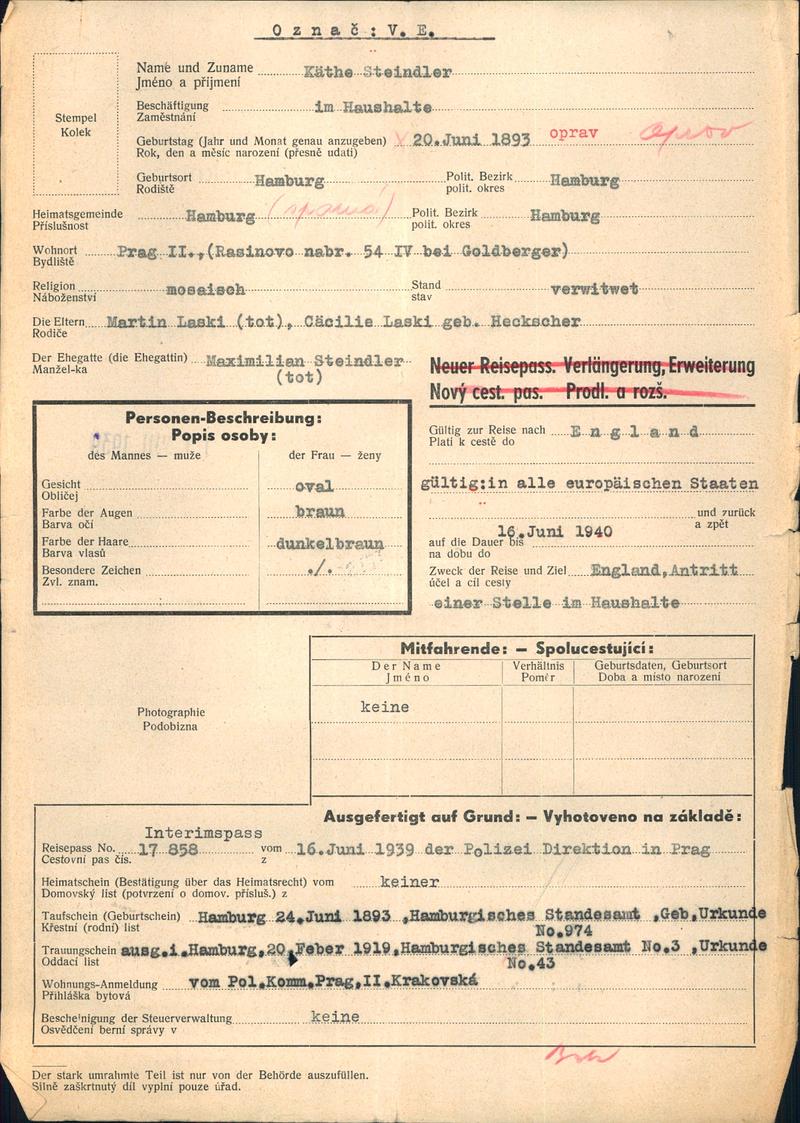 Označ: V. E.
Stempel
Kolek
Name und Zuname Käthe Steindler
Jméno a příjmení
Beschäftigung im Haushalte
Zaměstnání
Geburtstag (Jahr und Monat genau anzugeben) 20.Juni 1893 oprav oprav
Rok, den a měsíc narození (přesně udati)
Geburtsort Hamburg Polit. Bezirk Hamburg
Rodiště polit. okres
Heimatsgemeinde Hamburg Polit. Bezirk Hamburg
Příslušnost polit. okres
Wohnort Prag II.,(Rasinovo nabr. 54 IV bei Goldberger)
Bydliště
Religion mosaisch Stand verwitwet
Náboženství stav
Die Eltern Martin Laski (tot), Cäcilie Laski geb. Heckscher
Rodiče
Der Ehegatte (die Ehegattin) Maximilian Steindler
Manžel-ka (tot)
Neuer Reisepass. Verlängerung, Erweiterung
Nový cest. pas. Prodl. a rozš.
Personen-Beschreibung:
Popis osoby:
des Mannes — muže der Frau — ženy
Gesicht oval
Obličej
Farbe der Augen braun
Barva očí
Farbe der Haare dunkelbraun
Barva vlasů
Besondere Zeichen ./.
Zvl. znam.
Gültig zur Reise nach England
Platí k cestě do
gültig:in alle europäischen Staaten
und zurück
a zpět
16.Juni 1940
auf die Dauer bis
na dobu do
Zweck der Reise und Ziel England,Antritt
účel a cíl cesty
einer Stelle im Haushalte
Photographie
Podobizna
Mitfahrende: — Spolucestující:
Der Name Verhältnis Geburtsdaten, Geburtsort
Jméno Poměr Doba a místo narození
keine
Ausgefertigt auf Grund: — Vyhotoveno na základě:
Interimspass
Reisepass No. 17 858 vom 16.Juni 1939 der Polizei Direktion in Prag
Cestovní pas čís. z
Heimatschein (Bestätigung über das Heimatsrecht) vom keiner
Domovský list (potvrzení o domov. přísluš.) z
Taufschein (Geburtschein) Hamburg 24.Juni 1893 ,Hamburgisches Standesamt ,Geb,Urkunde
Křestní (rodní) list No.974
Trauungschein ausg.i.Hamburg,20.Feber 1919,Hamburgisches Standesamt No.3 ,Urkunde
Oddací list No.43
Wohnungs-Anmeldung vom Pol.Komm.Prag,II.Krakovská
Přihláška bytová
Bescheinigung der Steuerverwaltung keine
Osvědčení berní správy v
Der stark umrahmte Teil ist nur von der Behörde auszufüllen.
Silně zaškrtnutý díl vyplní pouze úřad.